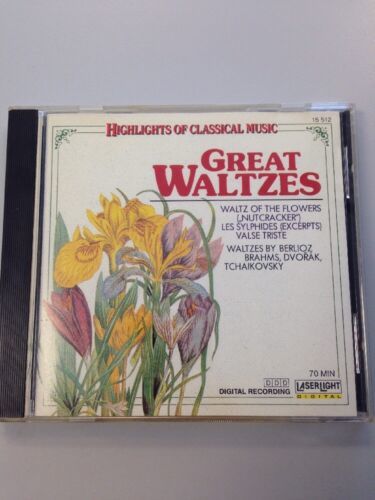 15 512
HIGHLIGHTS OF CLASSICAL MUSIC
GREAT
WALTZES
WALTZ OF THE FLOWERS
(„NUTCRACKER“)
LES SYLPHIDES (EXCERPTS)
VALSE TRISTE
WALTZES BY BERLIOZ
BRAHMS, DVOŘÁK,
TCHAIKOVSKY
70 MIN
DDD
DIGITAL RECORDING
LASERLIGHT
DIGITAL